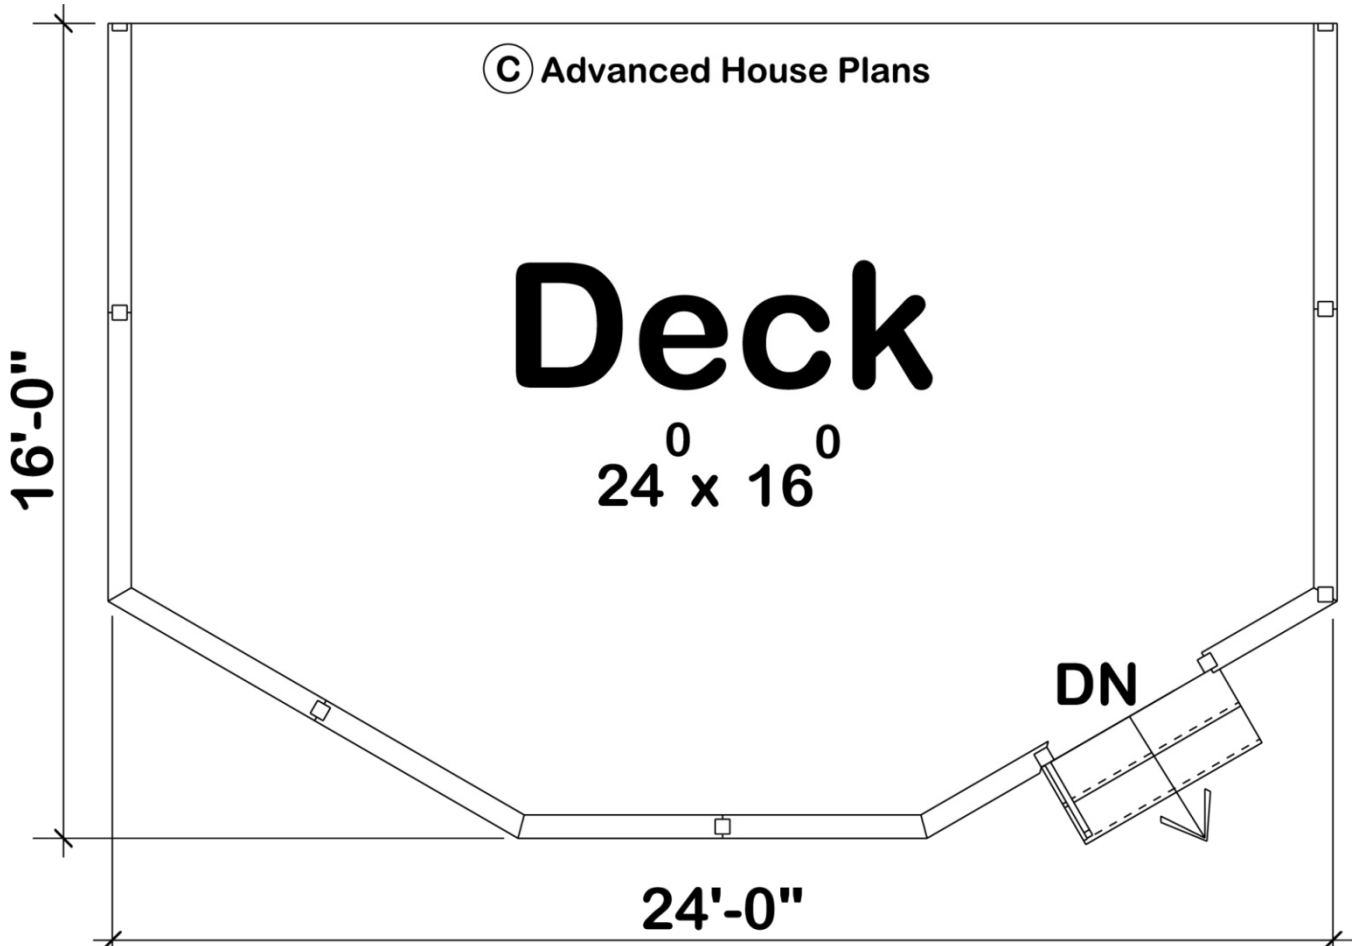 © Advanced House Plans
Deck
24⁰ x 16⁰
16'-0"
DN
24'-0"